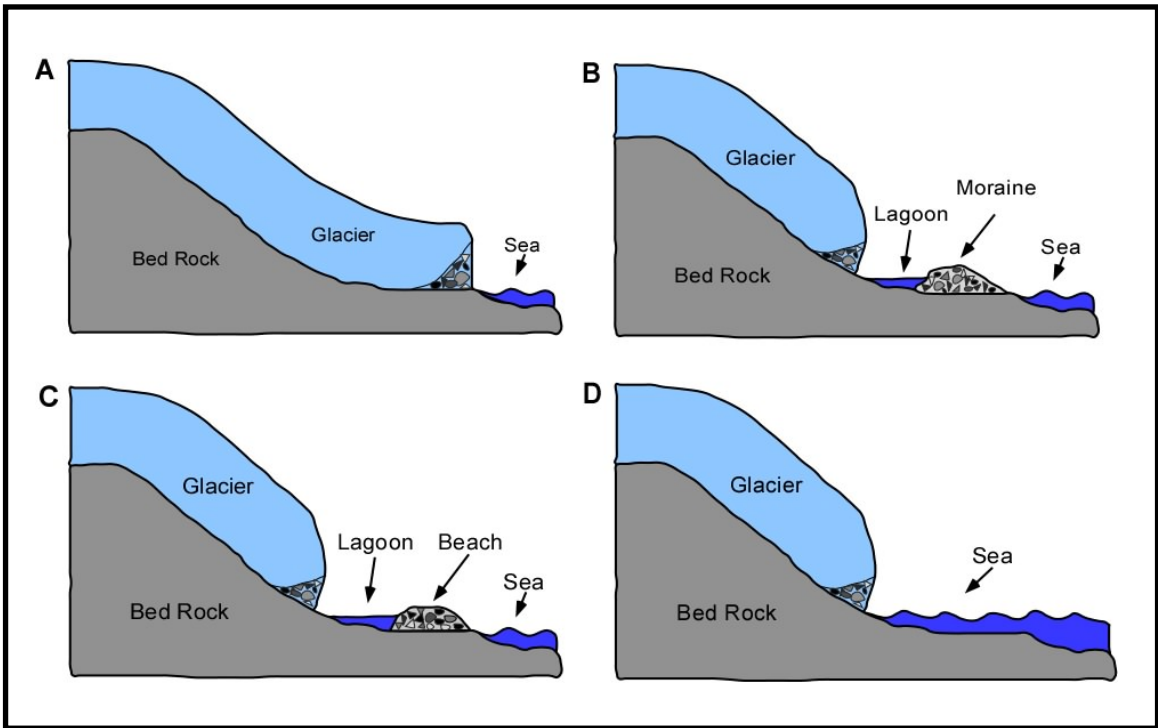 A
Glacier
Bed Rock
Sea
B
Glacier
Moraine
Lagoon
Sea
Bed Rock
C
Glacier
Lagoon
Beach
Sea
Bed Rock
D
Glacier
Sea
Bed Rock